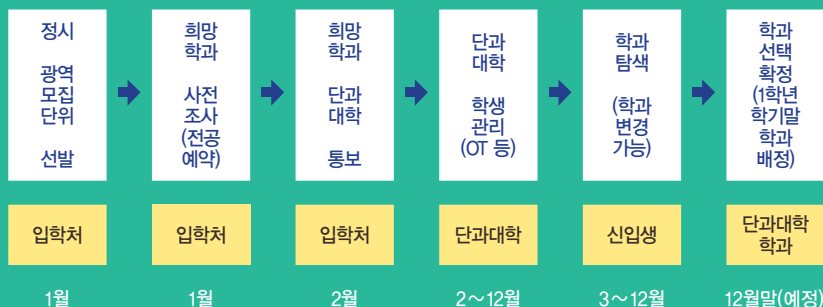 정시
광역
모집
단위
선발
희망
학과
사전
조사
(전공
예약)
희망
학과
단과
대학
통보
단과
대학
학생
관리
(OT 등)
학과
탐색
(학과
변경
가능)
학과
선택
확정
(1학년
학기말
학과
배정)
입학처
입학처
입학처
단과대학
신입생
단과대학
학과
1월
1월
2월
2~12월
3~12월
12월말(예정)